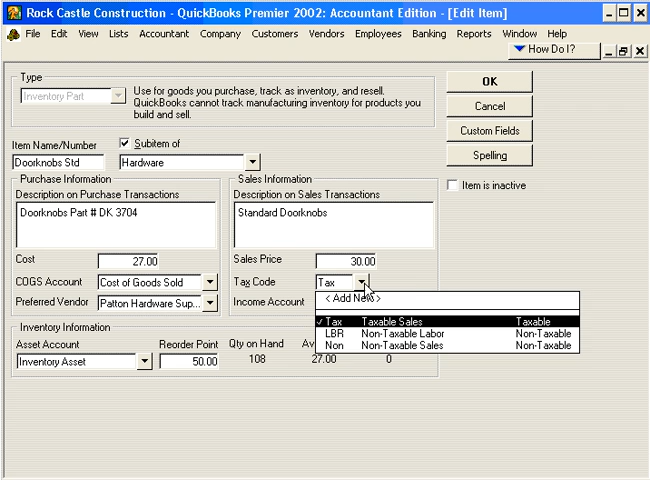 Rock Castle Construction - QuickBooks Premier 2002: Accountant Edition - [Edit Item]
File Edit View Lists Accountant Company Customers Vendors Employees Banking Reports Window Help
How Do I?
Type
Inventory Part
Use for goods you purchase, track as inventory, and resell.
QuickBooks cannot track manufacturing inventory for products you
build and sell.
OK
Cancel
Custom Fields
Spelling
Item is inactive
Item Name/Number
Subitem of
Doorknobs Std
Hardware
Purchase Information
Description on Purchase Transactions
Doorknobs Part # DK 3704
Cost 27.00
COGS Account Cost of Goods Sold
Preferred Vendor Patton Hardware Sup...
Sales Information
Description on Sales Transactions
Standard Doorknobs
Sales Price 30.00
Tax Code Tax
Income Account
< Add New >
✓ Tax Taxable Sales Taxable
LBR Non-Taxable Labor Non-Taxable
Non Non-Taxable Sales Non-Taxable
Inventory Information
Asset Account Reorder Point Qty on Hand Av
Inventory Asset 50.00 108 27.00 0